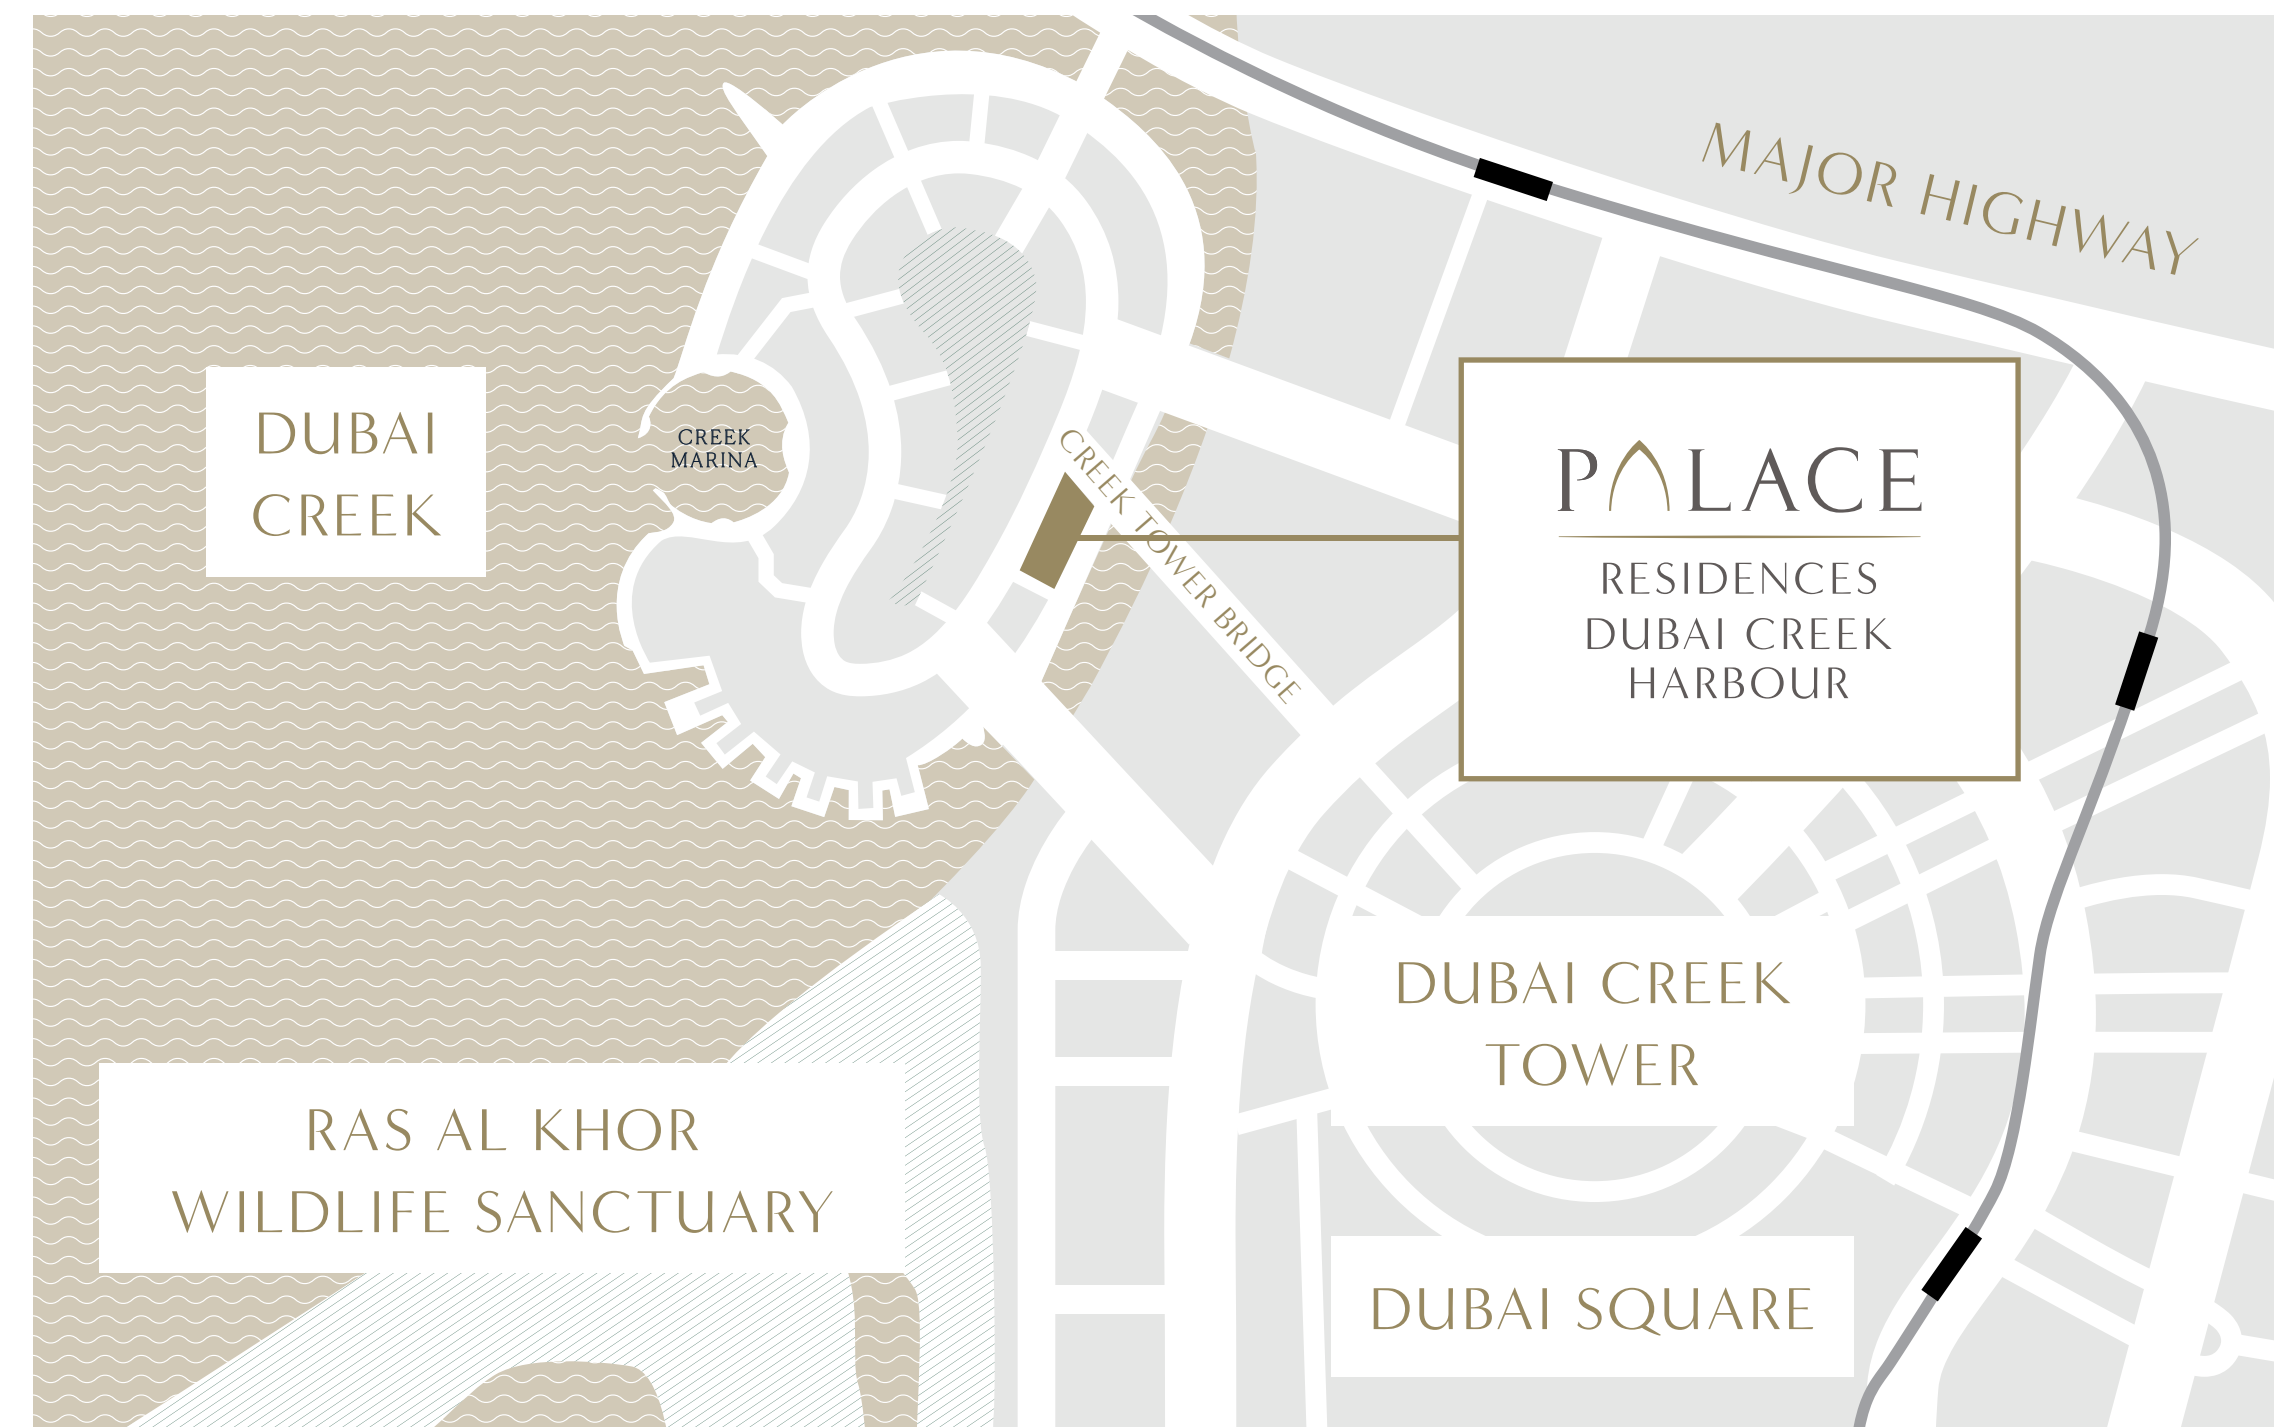 MAJOR HIGHWAY
DUBAI
CREEK
CREEK
MARINA
CREEK TOWER BRIDGE
PALACE
RESIDENCES
DUBAI CREEK
HARBOUR
DUBAI CREEK
TOWER
RAS AL KHOR
WILDLIFE SANCTUARY
DUBAI SQUARE